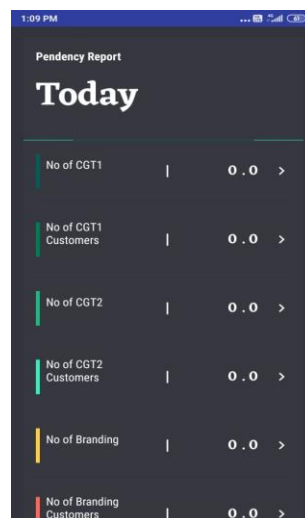 1:09 PM
Pendency Report
Today
No of CGT1 | 0.0 >
No of CGT1
Customers | 0.0 >
No of CGT2 | 0.0 >
No of CGT2
Customers | 0.0 >
No of Branding | 0.0 >
No of Branding
Customers | 0.0 >